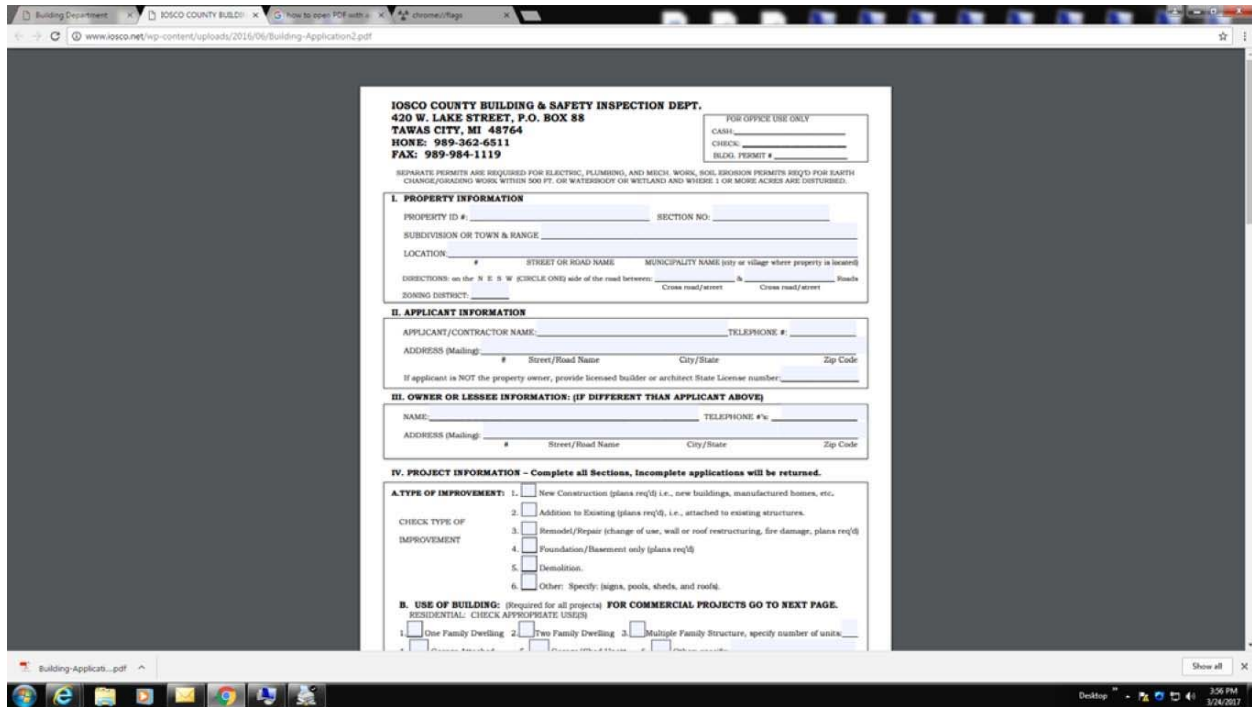 Building Department
IOSCO COUNTY BUILDI
how to open PDF with a
chrome://flags
www.iosco.net/wp-content/uploads/2016/06/Building-Application2.pdf
IOSCO COUNTY BUILDING & SAFETY INSPECTION DEPT.
420 W. LAKE STREET, P.O. BOX 88
TAWAS CITY, MI 48764
HONE: 989-362-6511
FAX: 989-984-1119
FOR OFFICE USE ONLY
CASH:
CHECK:
BLDG. PERMIT #
SEPARATE PERMITS ARE REQUIRED FOR ELECTRIC, PLUMBING, AND MECH. WORK, SOIL EROSION PERMITS REQ'D FOR EARTH
CHANGE/GRADING WORK WITHIN 500 FT. OR WATERBODY OR WETLAND AND WHERE 1 OR MORE ACRES ARE DISTURBED.
I. PROPERTY INFORMATION
PROPERTY ID #: SECTION NO:
SUBDIVISION OR TOWN & RANGE
LOCATION:
# STREET OR ROAD NAME MUNICIPALITY NAME (city or village where property is located)
DIRECTIONS: on the N E S W (CIRCLE ONE) side of the road between: & Roads
Cross road/street Cross road/street
ZONING DISTRICT:
II. APPLICANT INFORMATION
APPLICANT/CONTRACTOR NAME: TELEPHONE #:
ADDRESS (Mailing):
# Street/Road Name City/State Zip Code
If applicant is NOT the property owner, provide licensed builder or architect State License number:
III. OWNER OR LESSEE INFORMATION: (IF DIFFERENT THAN APPLICANT ABOVE)
NAME: TELEPHONE #'s:
ADDRESS (Mailing):
# Street/Road Name City/State Zip Code
IV. PROJECT INFORMATION – Complete all Sections, Incomplete applications will be returned.
A.TYPE OF IMPROVEMENT: 1. New Construction (plans req'd) i.e., new buildings, manufactured homes, etc.
2. Addition to Existing (plans req'd), i.e., attached to existing structures.
CHECK TYPE OF
3. Remodel/Repair (change of use, wall or roof restructuring, fire damage, plans req'd)
IMPROVEMENT
4. Foundation/Basement only (plans req'd)
5. Demolition.
6. Other: Specify: (signs, pools, sheds, and roofs).
B. USE OF BUILDING: (Required for all projects) FOR COMMERCIAL PROJECTS GO TO NEXT PAGE.
RESIDENTIAL: CHECK APPROPRIATE USE(S)
1. One Family Dwelling 2. Two Family Dwelling 3. Multiple Family Structure, specify number of units:
Building-Applicati....pdf
Show all
Desktop
3:56 PM
3/24/2017